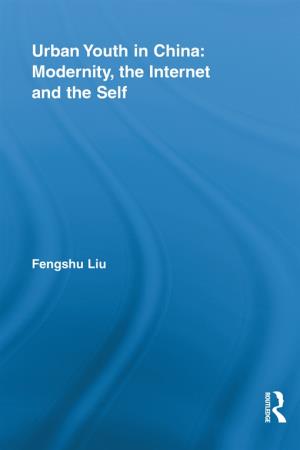 Urban Youth in China:
Modernity, the Internet
and the Self
Fengshu Liu
ROUTLEDGE